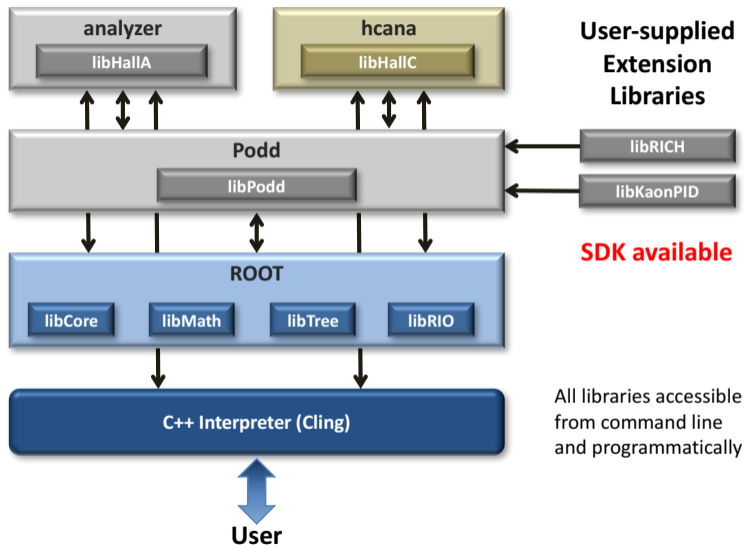 analyzer
libHallA
hcana
libHallC
User-supplied
Extension
Libraries
Podd
libPodd
libRICH
libKaonPID
SDK available
ROOT
libCore
libMath
libTree
libRIO
C++ Interpreter (Cling)
All libraries accessible
from command line
and programmatically
User